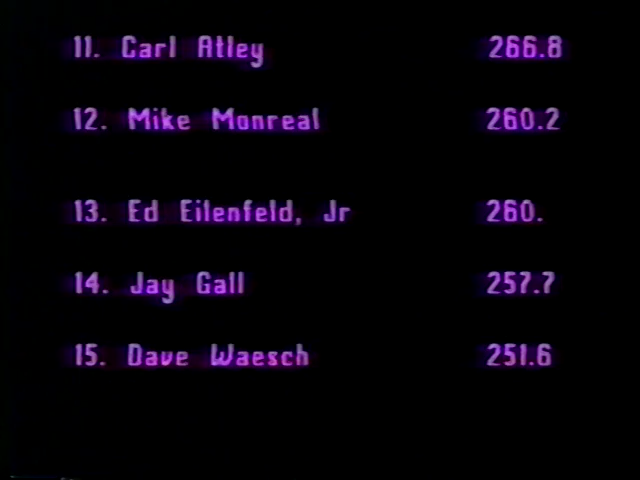 11. Carl Atley 266.8
12. Mike Monreal 260.2
13. Ed Eilenfeld, Jr 260.
14. Jay Gall 257.7
15. Dave Waesch 251.6